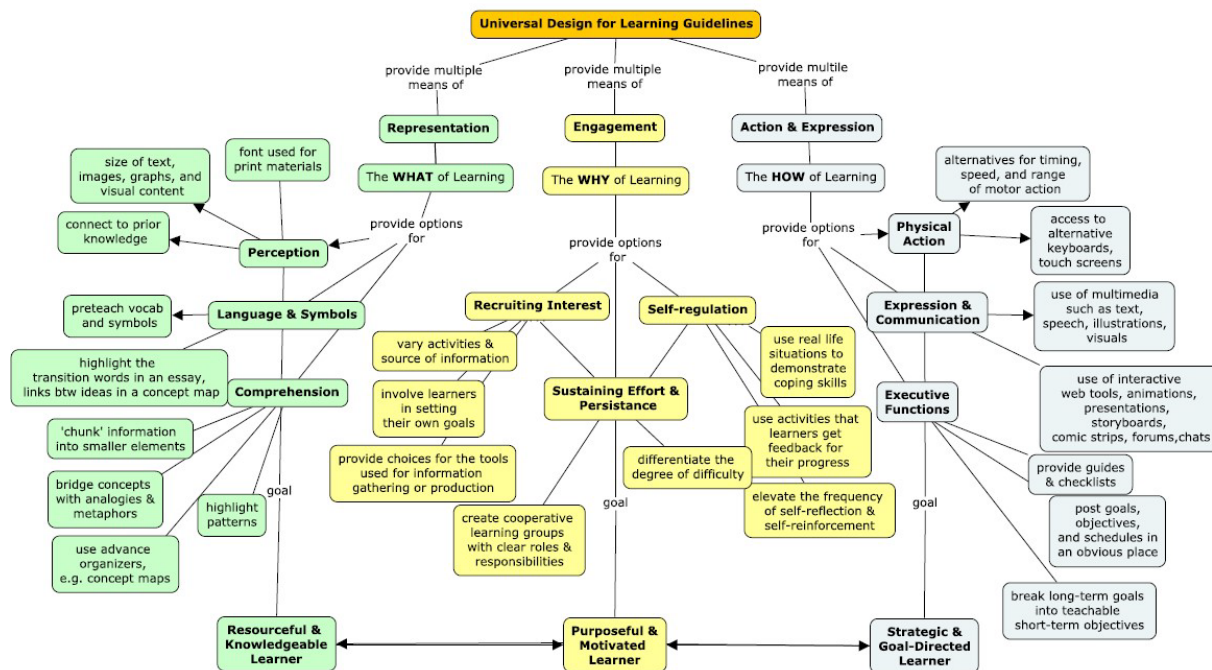 Universal Design for Learning Guidelines
provide multiple
means of
provide multiple
means of
provide multile
means of
Representation
The WHAT of Learning
provide options
for
font used for
print materials
size of text,
images, graphs, and
visual content
connect to prior
knowledge
Perception
preteach vocab
and symbols
Language & Symbols
highlight the
transition words in an essay,
links btw ideas in a concept map
Comprehension
'chunk' information
into smaller elements
bridge concepts
with analogies &
metaphors
use advance
organizers,
e.g. concept maps
highlight
patterns
goal
Resourceful &
Knowledgeable
Learner
Engagement
The WHY of Learning
provide options
for
Recruiting Interest
Self-regulation
vary activities &
source of information
involve learners
in setting
their own goals
provide choices for the tools
used for information
gathering or production
Sustaining Effort &
Persistance
use real life
situations to
demonstrate
coping skills
use activities that
learners get
feedback for
their progress
differentiate the
degree of difficulty
elevate the frequency
of self-reflection &
self-reinforcement
create cooperative
learning groups
with clear roles &
responsibilities
goal
Purposeful &
Motivated
Learner
Action & Expression
The HOW of Learning
provide options
for
alternatives for timing,
speed, and range
of motor action
Physical
Action
access to
alternative
keyboards,
touch screens
Expression &
Communication
use of multimedia
such as text,
speech, illustrations,
visuals
use of interactive
web tools, animations,
presentations,
storyboards,
comic strips, forums,chats
Executive
Functions
provide guides
& checklists
post goals,
objectives,
and schedules in
an obvious place
break long-term goals
into teachable
short-term objectives
goal
Strategic &
Goal-Directed
Learner